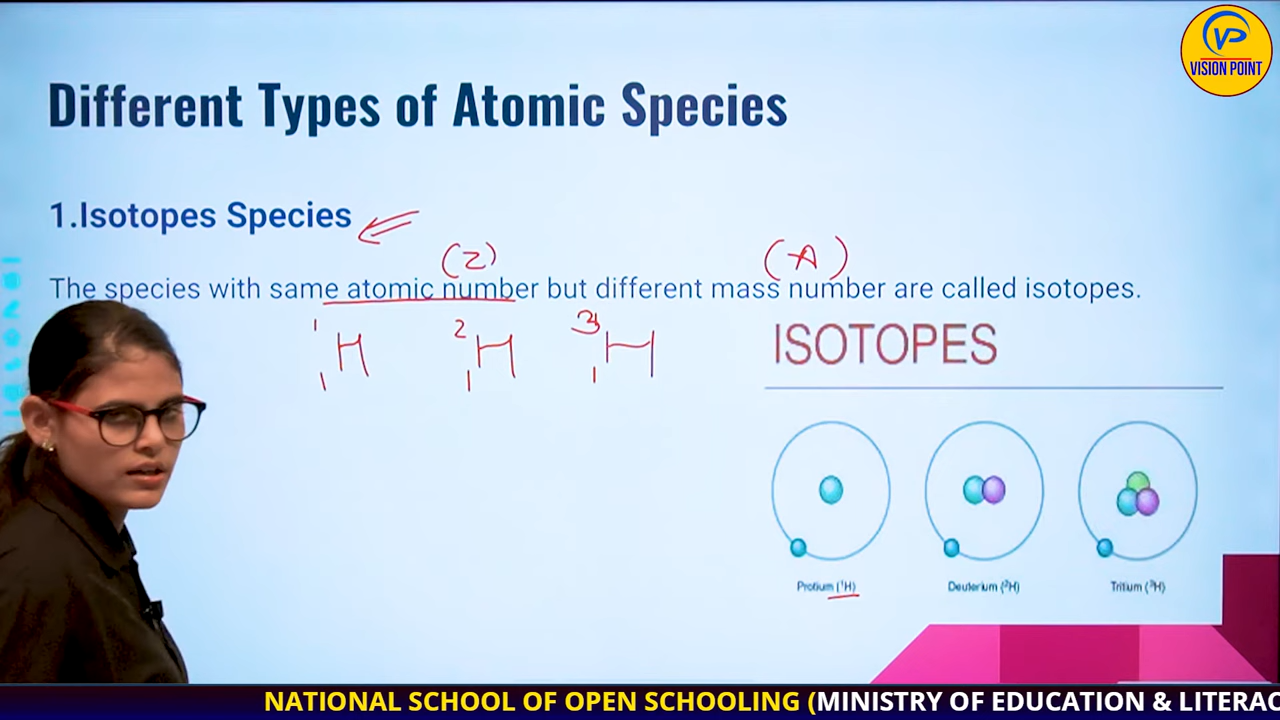 VP
VISION POINT
Different Types of Atomic Species
1.Isotopes Species
(Z) (A)
The species with same atomic number but different mass number are called isotopes.
¹₁H ²₁H ³₁H
ISOTOPES
Protium (¹H) Deuterium (²H) Tritium (³H)
NATIONAL SCHOOL OF OPEN SCHOOLING (MINISTRY OF EDUCATION & LITERAC